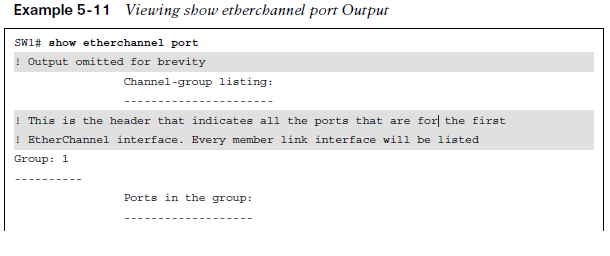 Example 5-11 Viewing show etherchannel port Output
SW1# show etherchannel port
! Output omitted for brevity
Channel-group listing:
----------------------
! This is the header that indicates all the ports that are for the first
! EtherChannel interface. Every member link interface will be listed
Group: 1
----------
Ports in the group:
-------------------